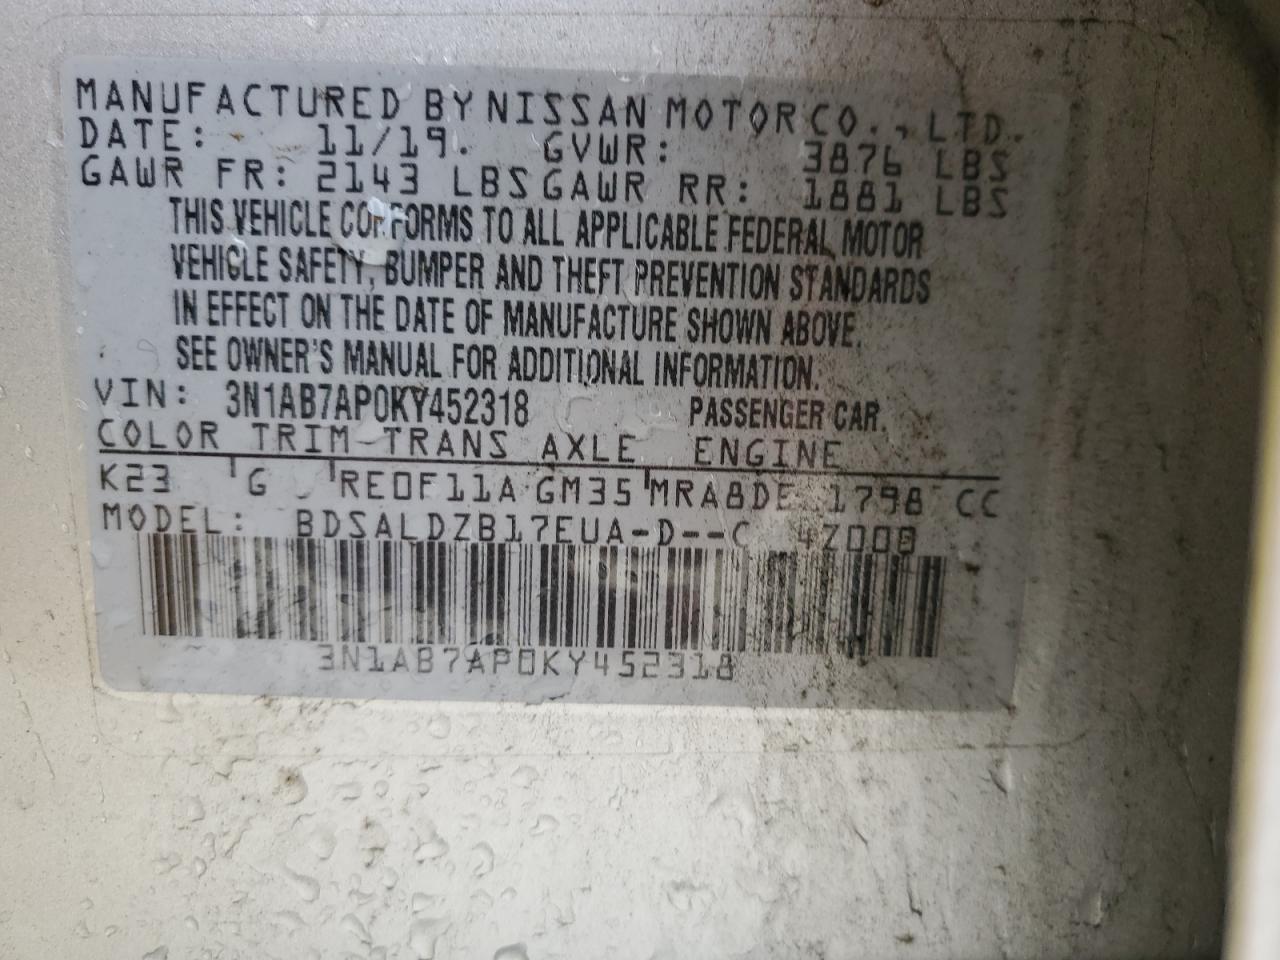 MANUFACTURED BY NISSAN MOTOR CO., LTD.
DATE: 11/19. GVWR: 3876 LBS
GAWR FR: 2143 LBS GAWR RR: 1881 LBS
THIS VEHICLE CONFORMS TO ALL APPLICABLE FEDERAL MOTOR
VEHICLE SAFETY, BUMPER AND THEFT PREVENTION STANDARDS
IN EFFECT ON THE DATE OF MANUFACTURE SHOWN ABOVE.
SEE OWNER'S MANUAL FOR ADDITIONAL INFORMATION.
VIN: 3N1AB7AP0KY452318 PASSENGER CAR.
COLOR TRIM TRANS AXLE ENGINE
K23 G RE0F11A GM35 MRA8DE 1798 CC
MODEL: BDSALDZB17EUA-D--C 4Z008
3N1AB7AP0KY452318